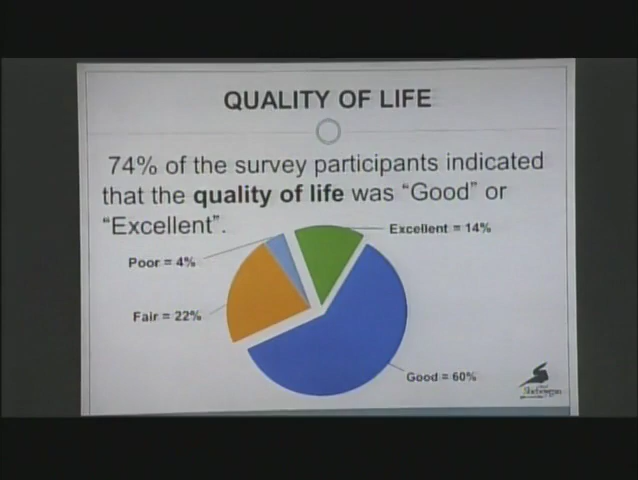 QUALITY OF LIFE
74% of the survey participants indicated
that the quality of life was “Good” or
“Excellent”.
Excellent = 14%
Poor = 4%
Fair = 22%
Good = 60%
Sheboygan